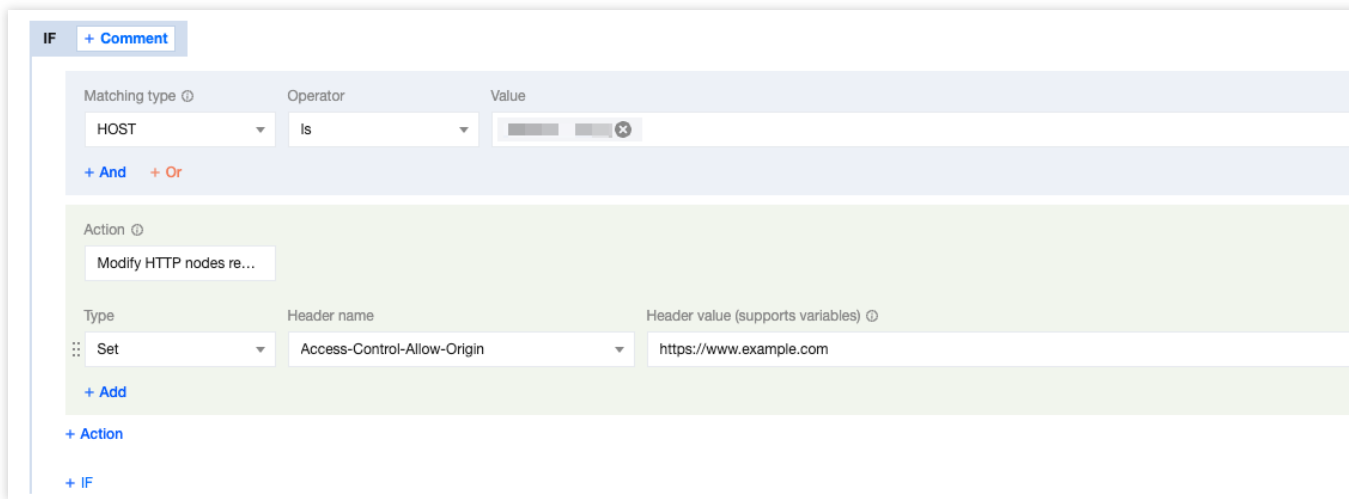 IF + Comment
Matching type Operator Value
HOST Is
+ And + Or
Action
Modify HTTP nodes re...
Type Header name Header value (supports variables)
Set Access-Control-Allow-Origin https://www.example.com
+ Add
+ Action
+ IF